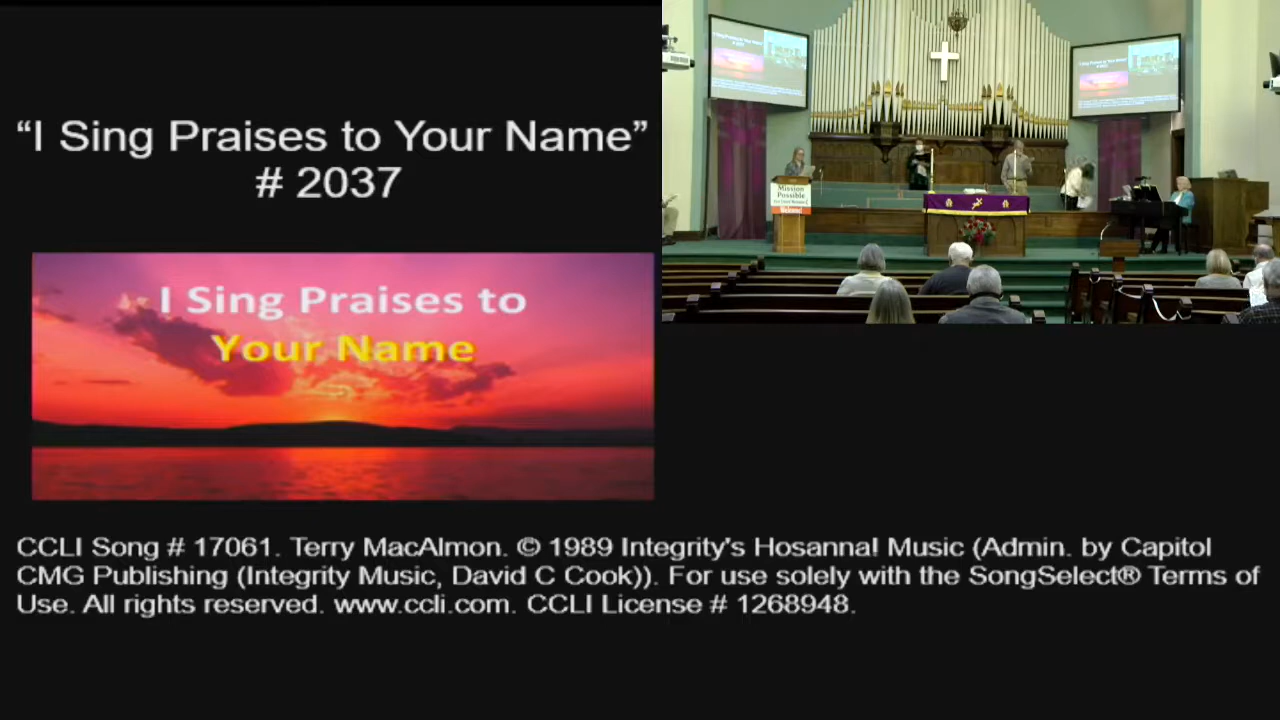 “I Sing Praises to Your Name”
# 2037
I Sing Praises to
Your Name
CCLI Song # 17061. Terry MacAlmon. © 1989 Integrity's Hosanna! Music (Admin. by Capitol
CMG Publishing (Integrity Music, David C Cook)). For use solely with the SongSelect® Terms of
Use. All rights reserved. www.ccli.com. CCLI License # 1268948.
Mission
Possible